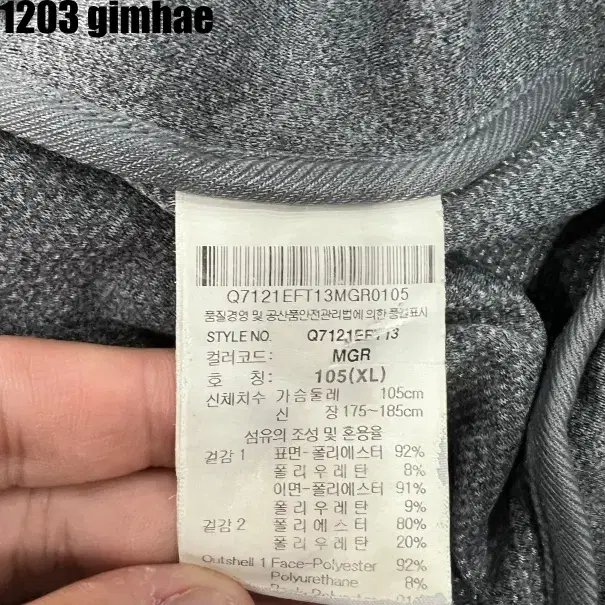 1203 gimhae
Q7121EFT13MGR0105
품질경영 및 공산품안전관리법에 의한 품질표시
STYLE NO. Q7121EFT13
컬러코드: MGR
호 칭: 105(XL)
신체치수 가슴둘레 105cm
신 장 175~185cm
섬유의 조성 및 혼용율
겉감 1 표면-폴리에스터 92%
폴리우레탄 8%
이면-폴리에스터 91%
폴리우레탄 9%
겉감 2 폴리에스터 80%
폴리우레탄 20%
Outshell 1 Face-Polyester 92%
Polyurethane 8%
Back-Polyester 91%